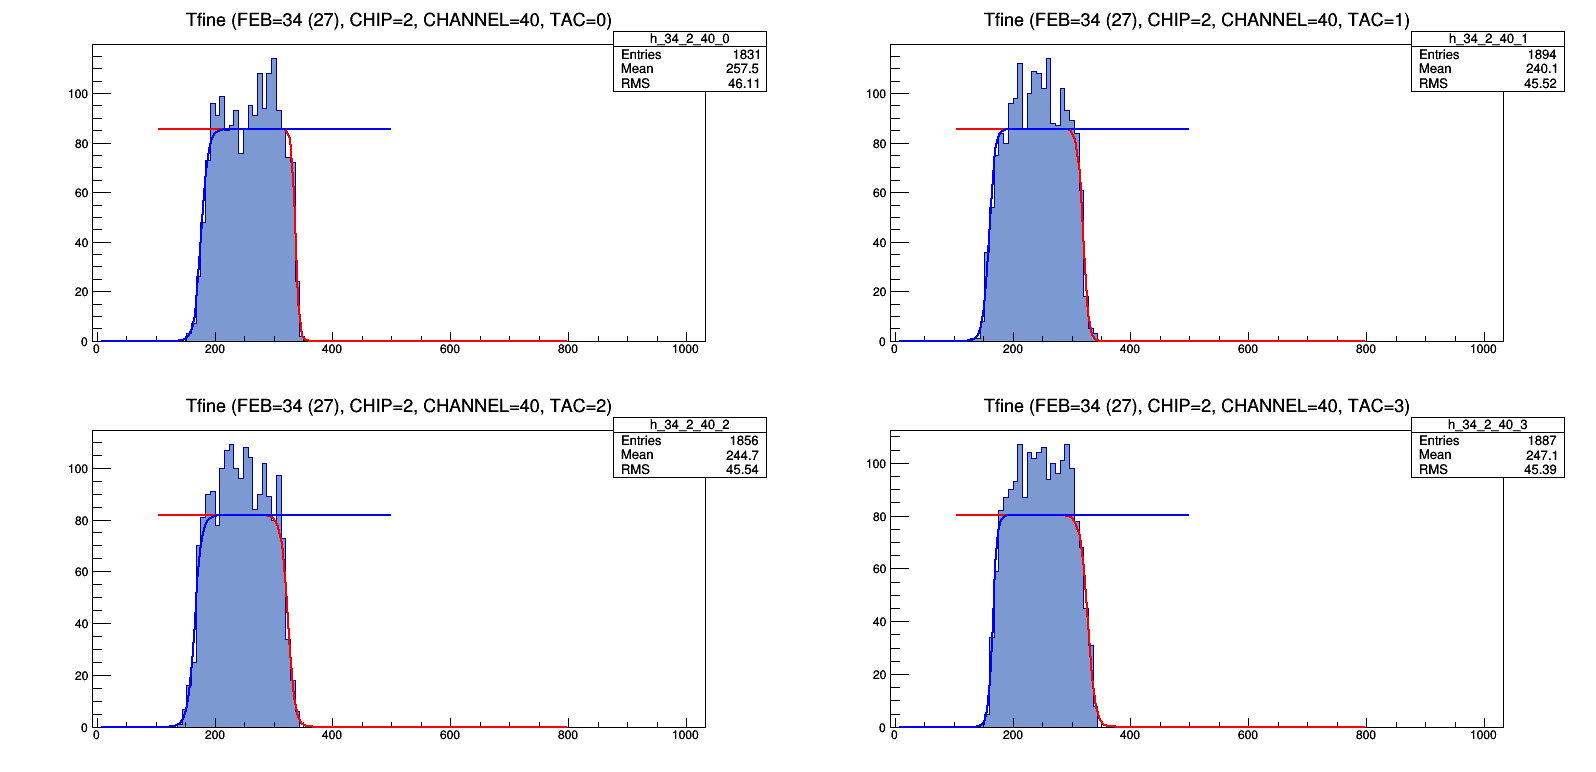 Tfine (FEB=34 (27), CHIP=2, CHANNEL=40, TAC=0)
h_34_2_40_0
Entries 1831
Mean 257.5
RMS 46.11
100
80
60
40
20
0
0 200 400 600 800 1000
Tfine (FEB=34 (27), CHIP=2, CHANNEL=40, TAC=1)
h_34_2_40_1
Entries 1894
Mean 240.1
RMS 45.52
100
80
60
40
20
0
0 200 400 600 800 1000
Tfine (FEB=34 (27), CHIP=2, CHANNEL=40, TAC=2)
h_34_2_40_2
Entries 1856
Mean 244.7
RMS 45.54
100
80
60
40
20
0
0 200 400 600 800 1000
Tfine (FEB=34 (27), CHIP=2, CHANNEL=40, TAC=3)
h_34_2_40_3
Entries 1887
Mean 247.1
RMS 45.39
100
80
60
40
20
0
0 200 400 600 800 1000